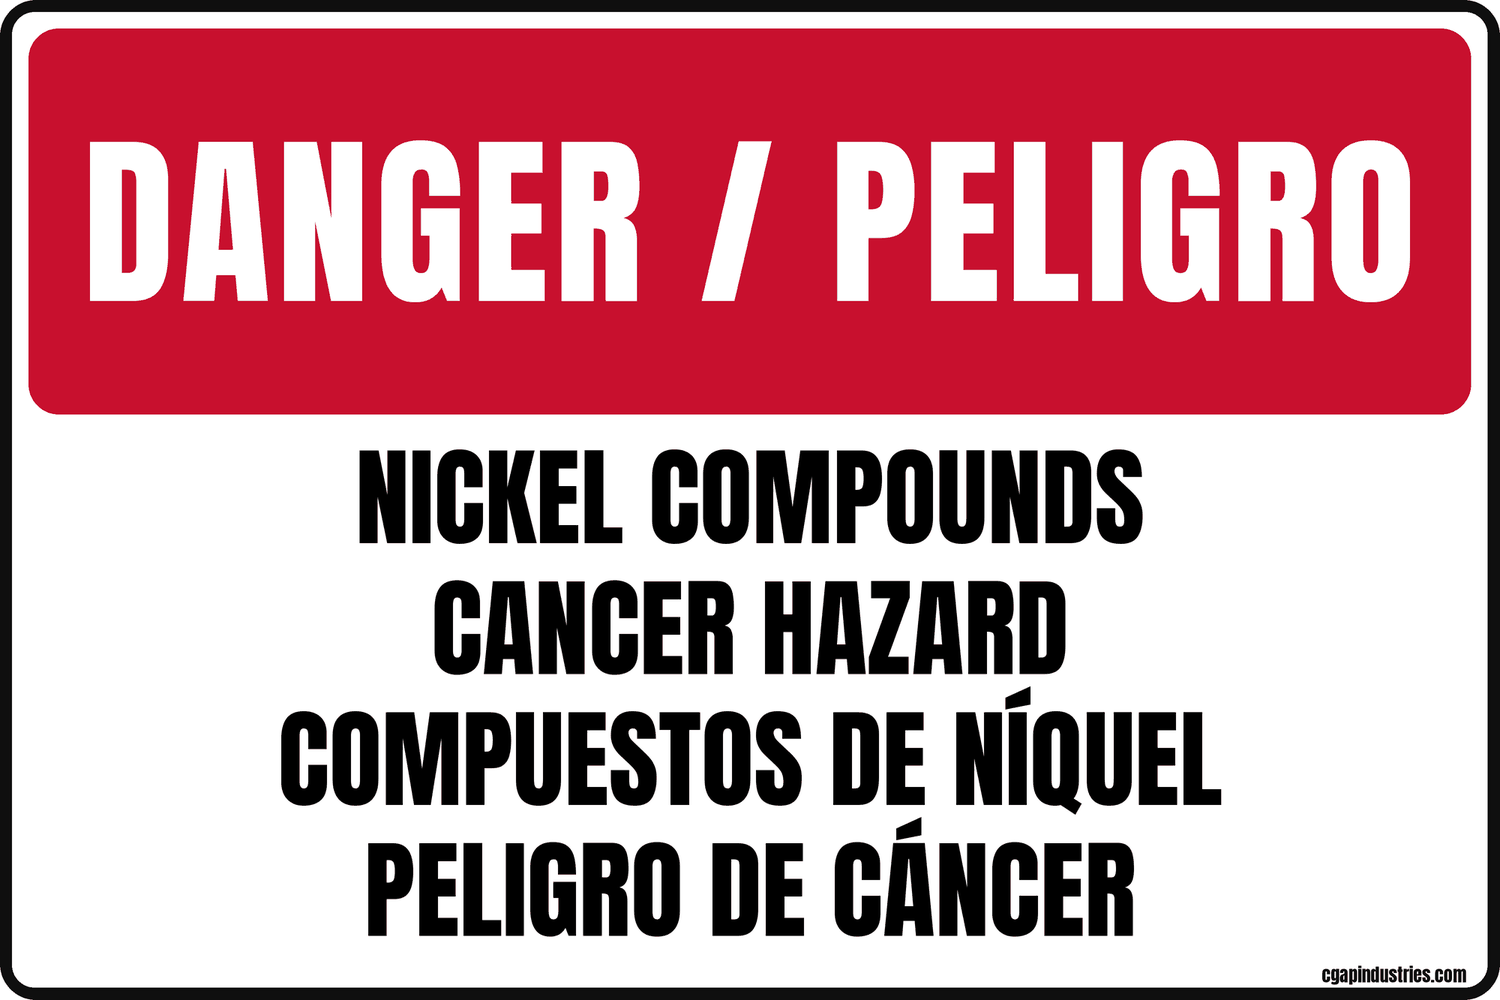 DANGER / PELIGRO
NICKEL COMPOUNDS
CANCER HAZARD
COMPUESTOS DE NÍQUEL
PELIGRO DE CÁNCER
cgapindustries.com